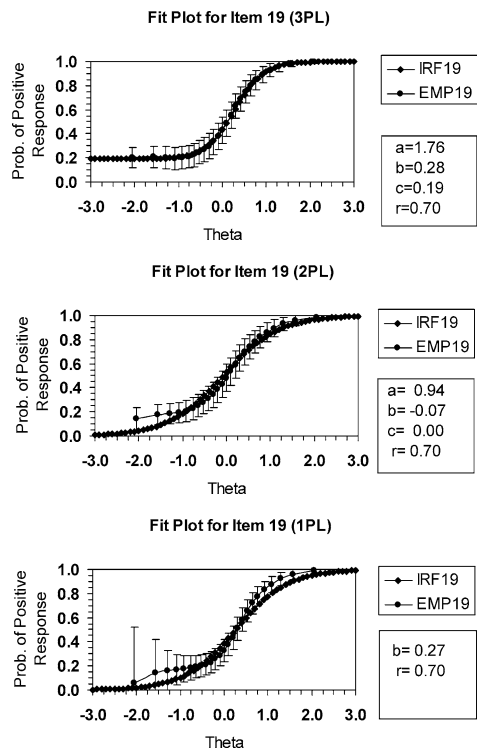 Fit Plot for Item 19 (3PL)
Prob. of Positive
Response
1.0
0.8
0.6
0.4
0.2
0.0
-3.0 -2.0 -1.0 0.0 1.0 2.0 3.0
Theta
IRF19
EMP19
a=1.76
b=0.28
c=0.19
r=0.70
Fit Plot for Item 19 (2PL)
Prob. of Positive
Response
1.0
0.8
0.6
0.4
0.2
0.0
-3.0 -2.0 -1.0 0.0 1.0 2.0 3.0
Theta
IRF19
EMP19
a= 0.94
b= -0.07
c= 0.00
r= 0.70
Fit Plot for Item 19 (1PL)
Prob. of Positive
Response
1.0
0.8
0.6
0.4
0.2
0.0
-3.0 -2.0 -1.0 0.0 1.0 2.0 3.0
Theta
IRF19
EMP19
b= 0.27
r= 0.70